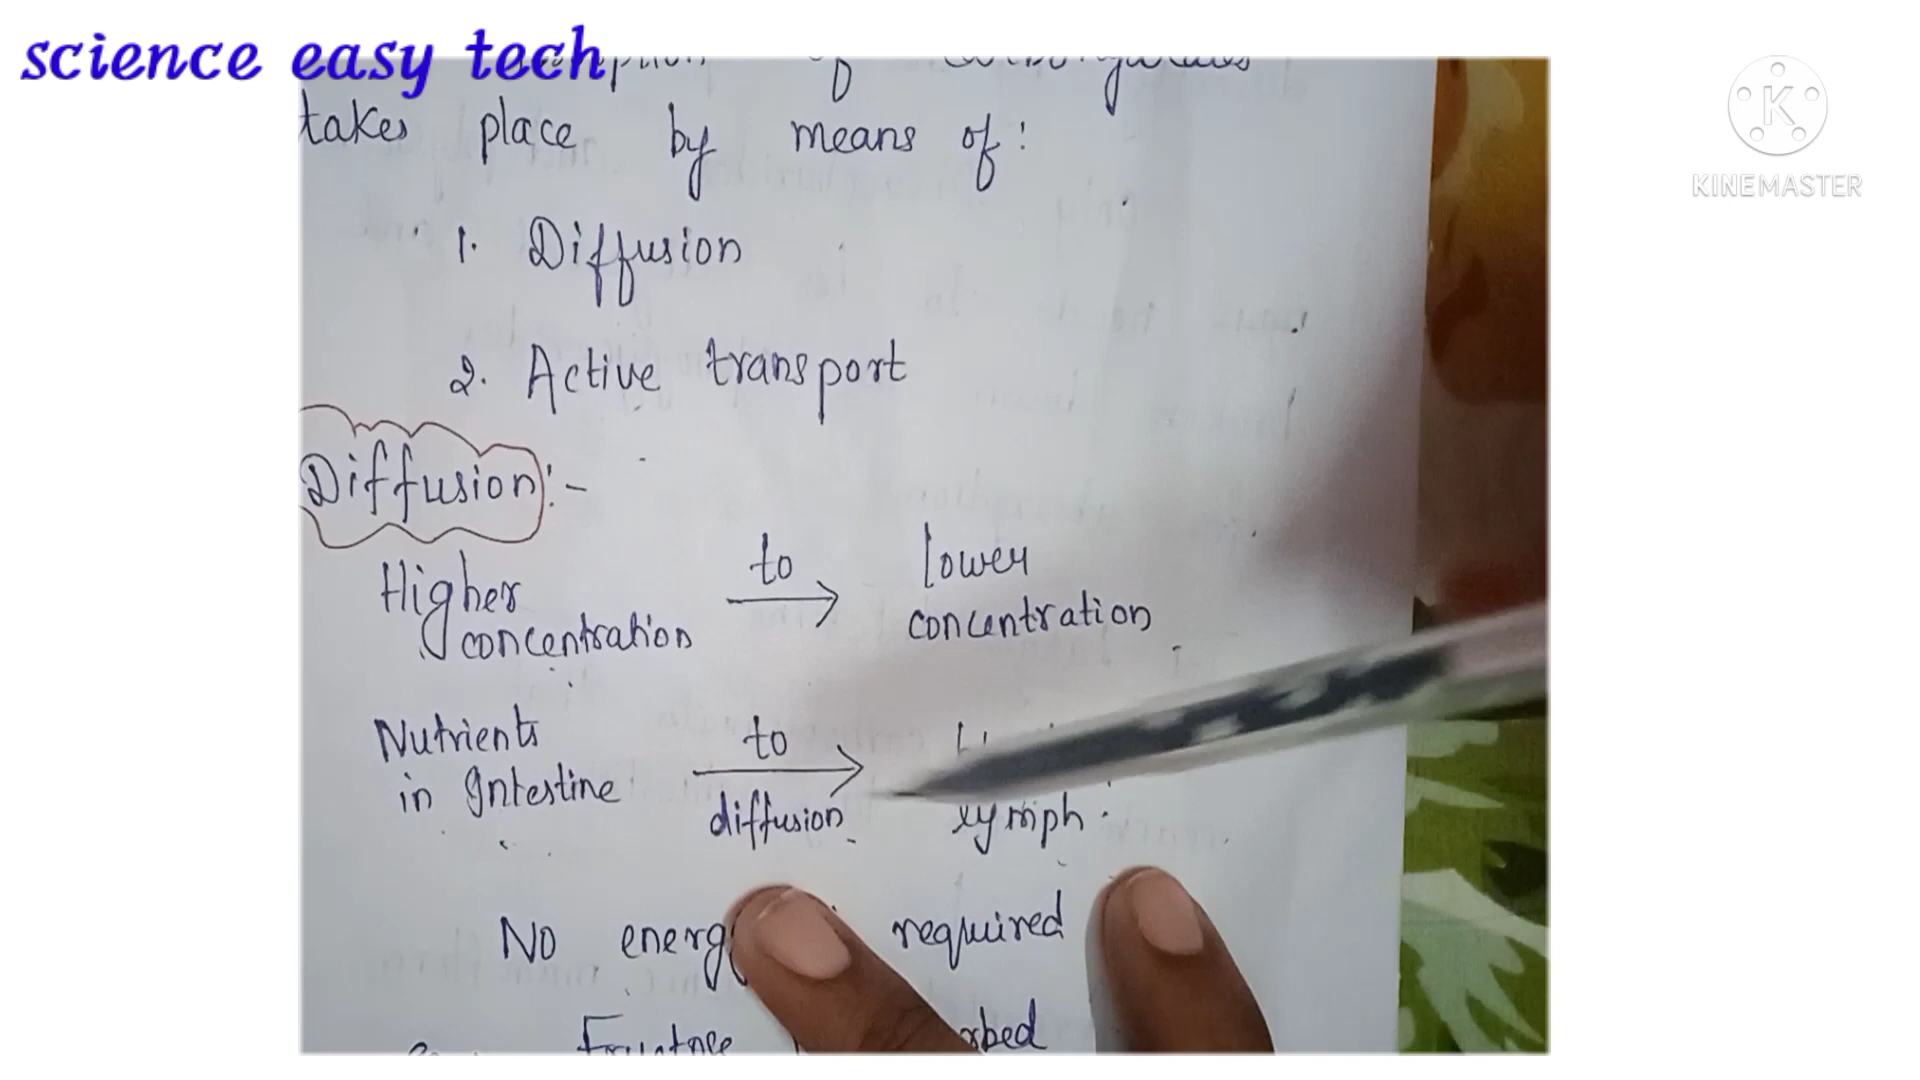 science easy tech
takes place by means of:
1. Diffusion
2. Active transport
Diffusion:-
Higher concentration to lower concentration
Nutrients in Intestine to diffusion lymph.
No required
Fructose
KINEMASTER